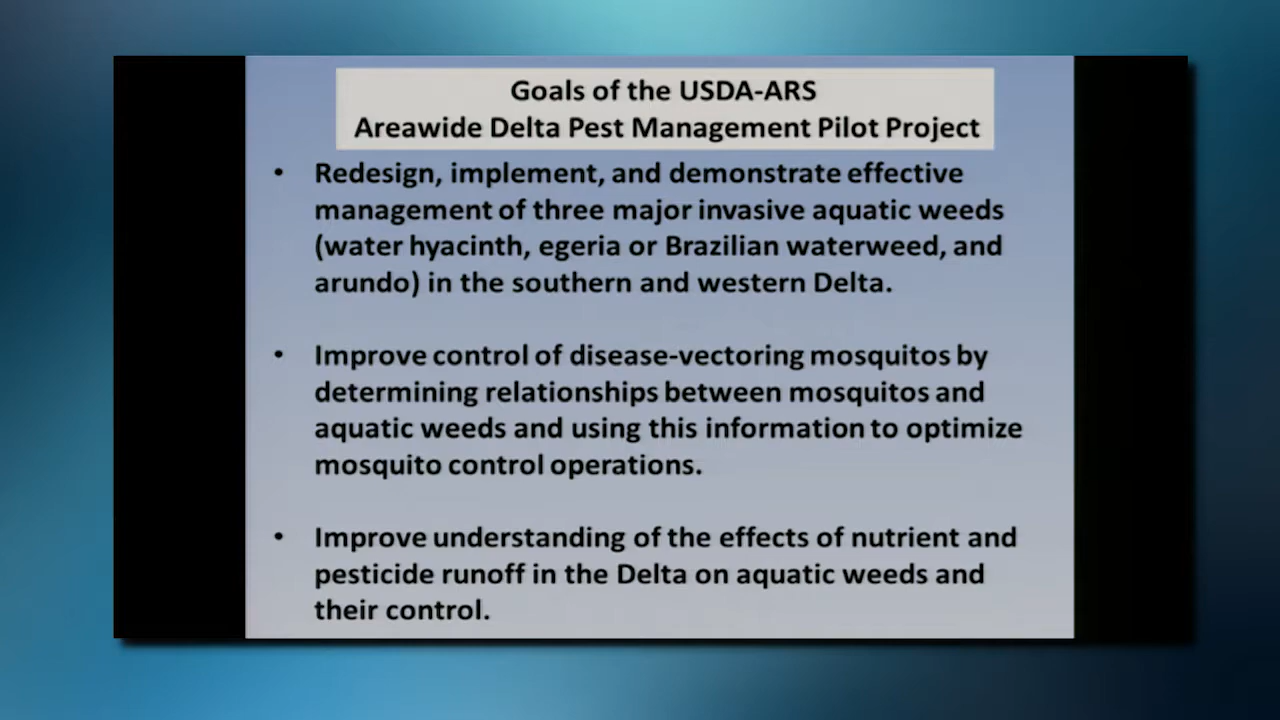 Goals of the USDA-ARS
Areawide Delta Pest Management Pilot Project
• Redesign, implement, and demonstrate effective
management of three major invasive aquatic weeds
(water hyacinth, egeria or Brazilian waterweed, and
arundo) in the southern and western Delta.
• Improve control of disease-vectoring mosquitos by
determining relationships between mosquitos and
aquatic weeds and using this information to optimize
mosquito control operations.
• Improve understanding of the effects of nutrient and
pesticide runoff in the Delta on aquatic weeds and
their control.